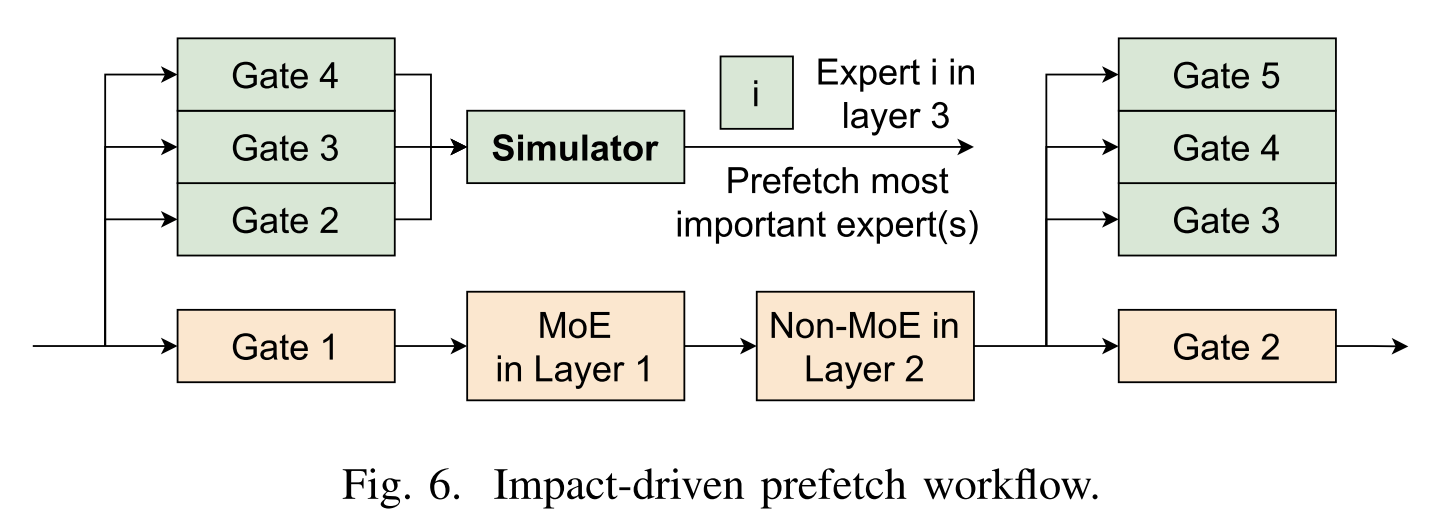 Gate 4
Gate 3
Gate 2
Simulator
i
Expert i in
layer 3
Prefetch most
important expert(s)
Gate 5
Gate 4
Gate 3
Gate 1
MoE
in Layer 1
Non-MoE in
Layer 2
Gate 2
Fig. 6. Impact-driven prefetch workflow.